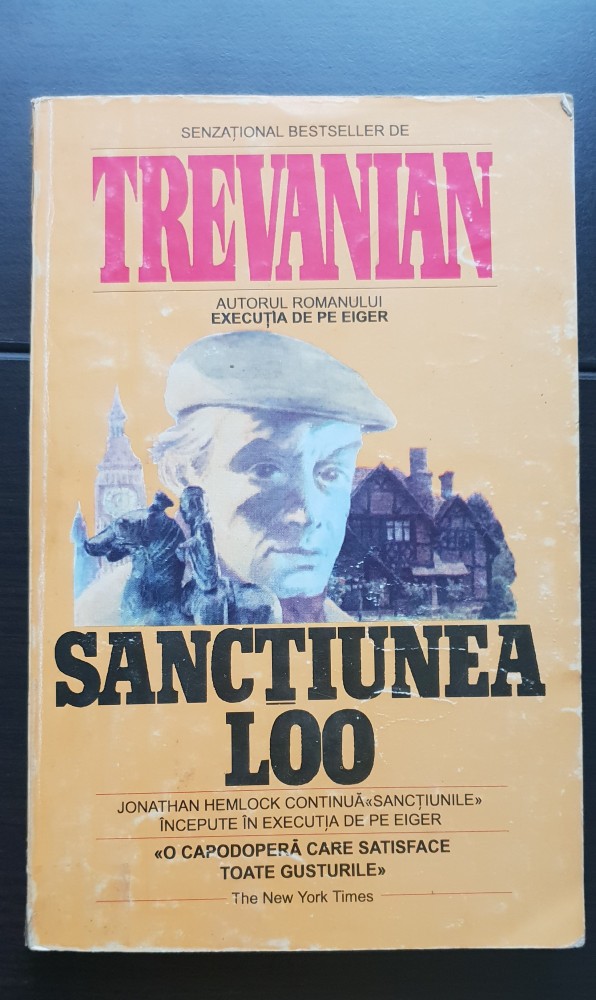 SENZAȚIONAL BESTSELLER DE
TREVANIAN
AUTORUL ROMANULUI
EXECUȚIA DE PE EIGER
SANCȚIUNEA
LOO
JONATHAN HEMLOCK CONTINUĂ«SANCȚIUNILE»
ÎNCEPUTE ÎN EXECUȚIA DE PE EIGER
«O CAPODOPERĂ CARE SATISFACE
TOATE GUSTURILE»
The New York Times